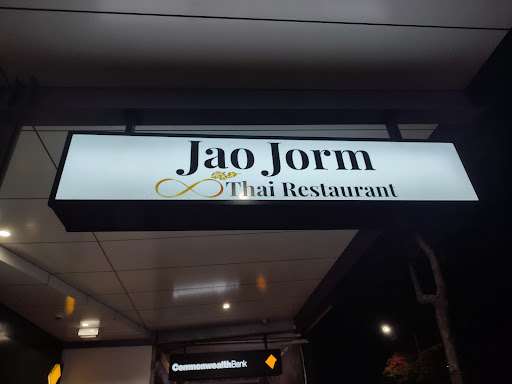 Jao Jorm
Thai Restaurant
CommonwealthBank